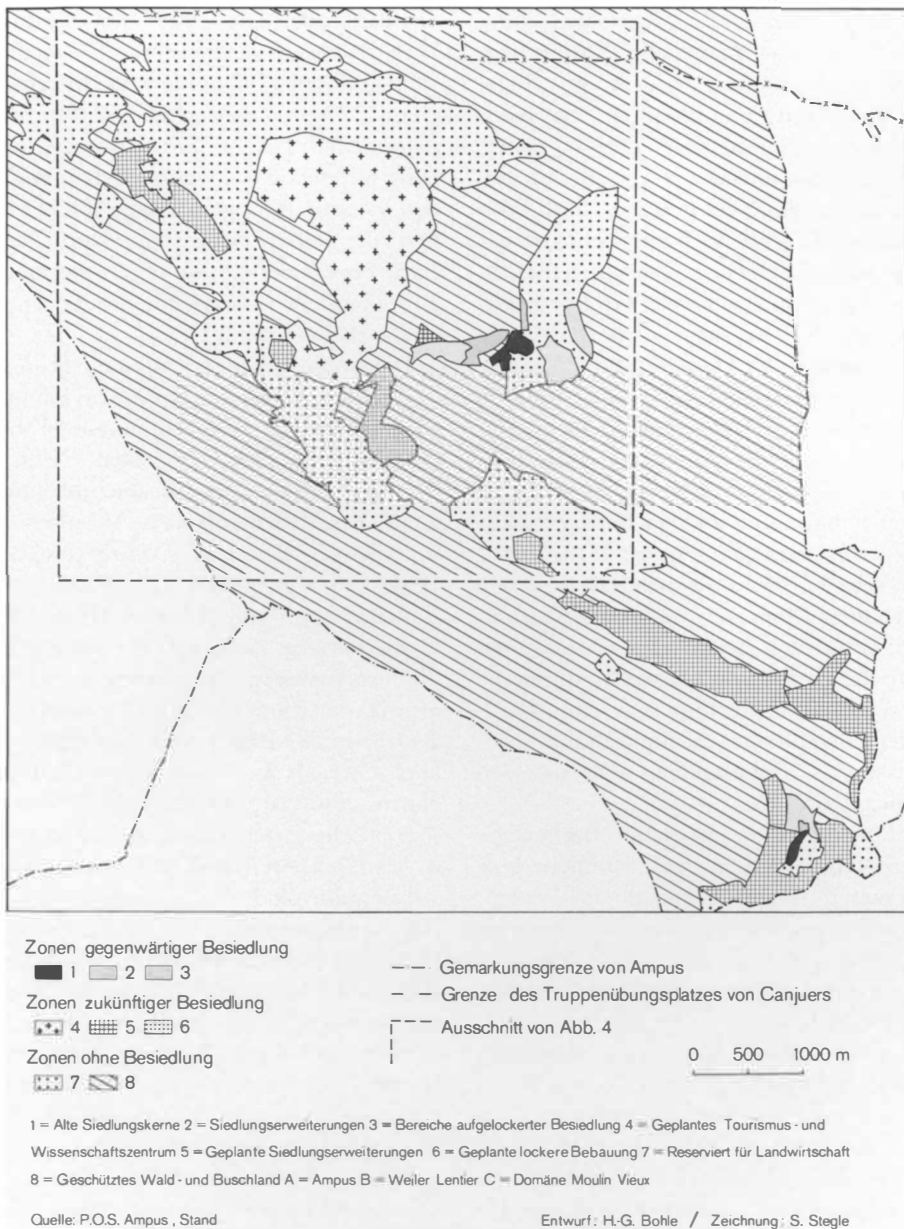 Zonen gegenwärtiger Besiedlung
1 2 3
Zonen zukünftiger Besiedlung
4 5 6
Zonen ohne Besiedlung
7 8
Gemarkungsgrenze von Ampus
Grenze des Truppenübungsplatzes von Canjuers
Ausschnitt von Abb. 4
0 500 1000 m
1 = Alte Siedlungskerne 2 = Siedlungserweiterungen 3 = Bereiche aufgelockerter Besiedlung 4 = Geplantes Tourismus - und
Wissenschaftszentrum 5 = Geplante Siedlungserweiterungen 6 = Geplante lockere Bebauung 7 = Reserviert für Landwirtschaft
8 = Geschütztes Wald - und Buschland A = Ampus B = Weiler Lentier C = Domäne Moulin Vieux
Quelle: P.O.S. Ampus , Stand
Entwurf: H.-G. Bohle / Zeichnung: S. Stegle